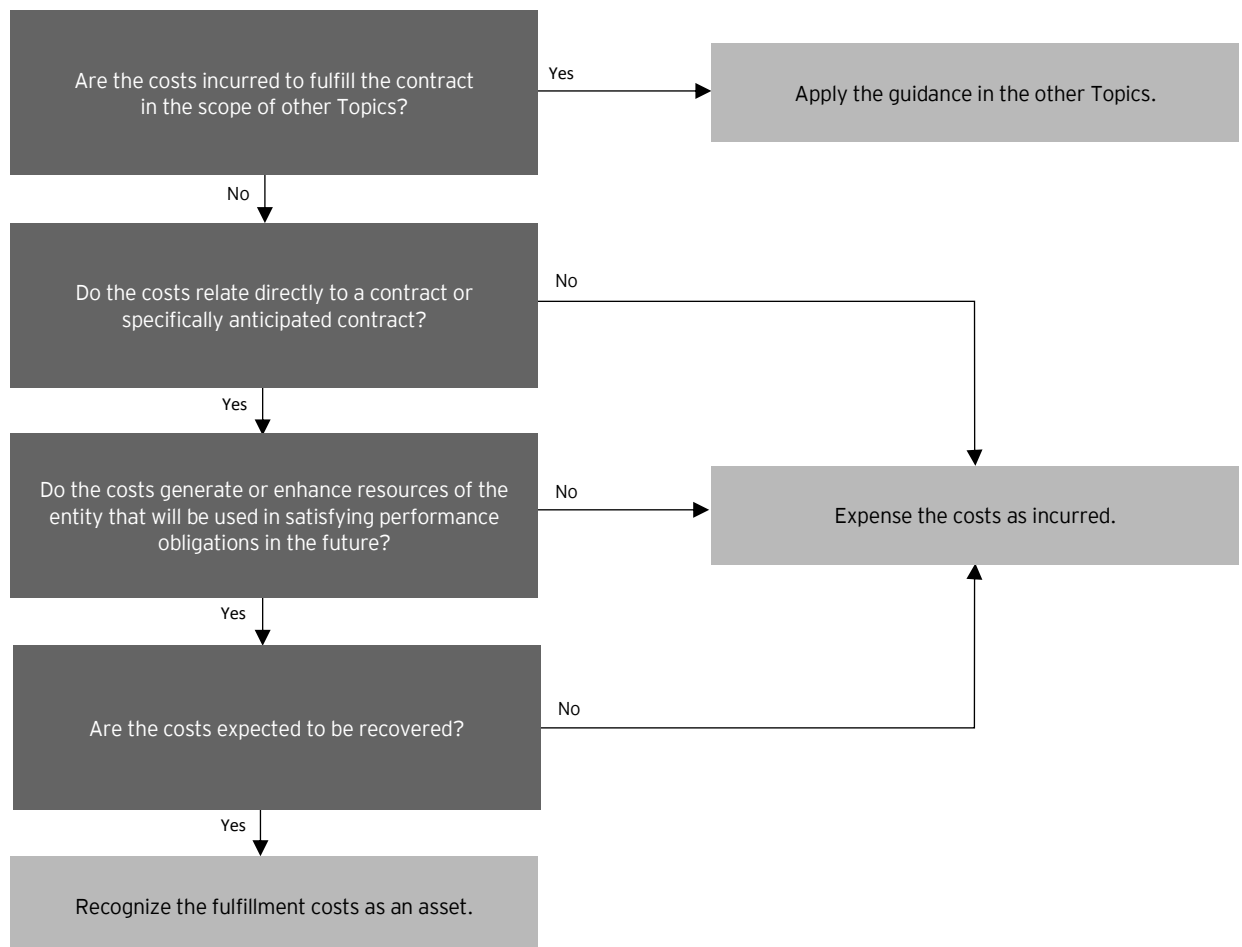 Are the costs incurred to fulfill the contract
in the scope of other Topics?
Yes
Apply the guidance in the other Topics.
No
Do the costs relate directly to a contract or
specifically anticipated contract?
No
Yes
Do the costs generate or enhance resources of the
entity that will be used in satisfying performance
obligations in the future?
No
Expense the costs as incurred.
Yes
Are the costs expected to be recovered?
No
Yes
Recognize the fulfillment costs as an asset.